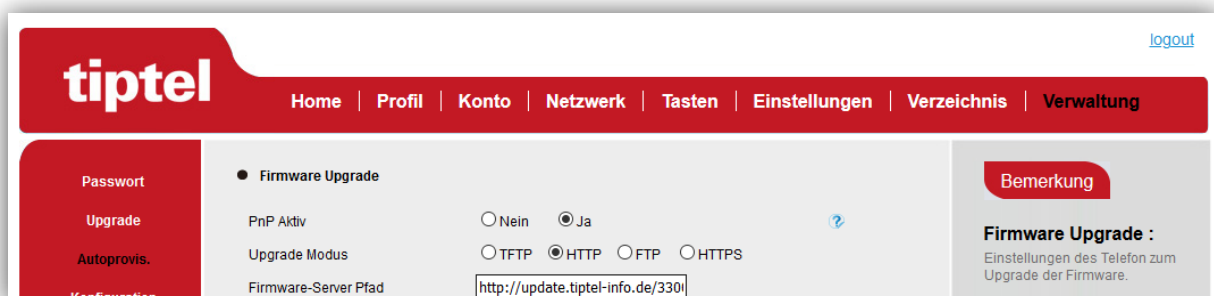 logout
tiptel
Home | Profil | Konto | Netzwerk | Tasten | Einstellungen | Verzeichnis | Verwaltung
Passwort
Upgrade
Autoprovis.
Firmware Upgrade
PnP Aktiv Nein Ja ?
Upgrade Modus TFTP HTTP FTP HTTPS
Firmware-Server Pfad http://update.tiptel-info.de/330
Bemerkung
Firmware Upgrade :
Einstellungen des Telefon zum
Upgrade der Firmware.